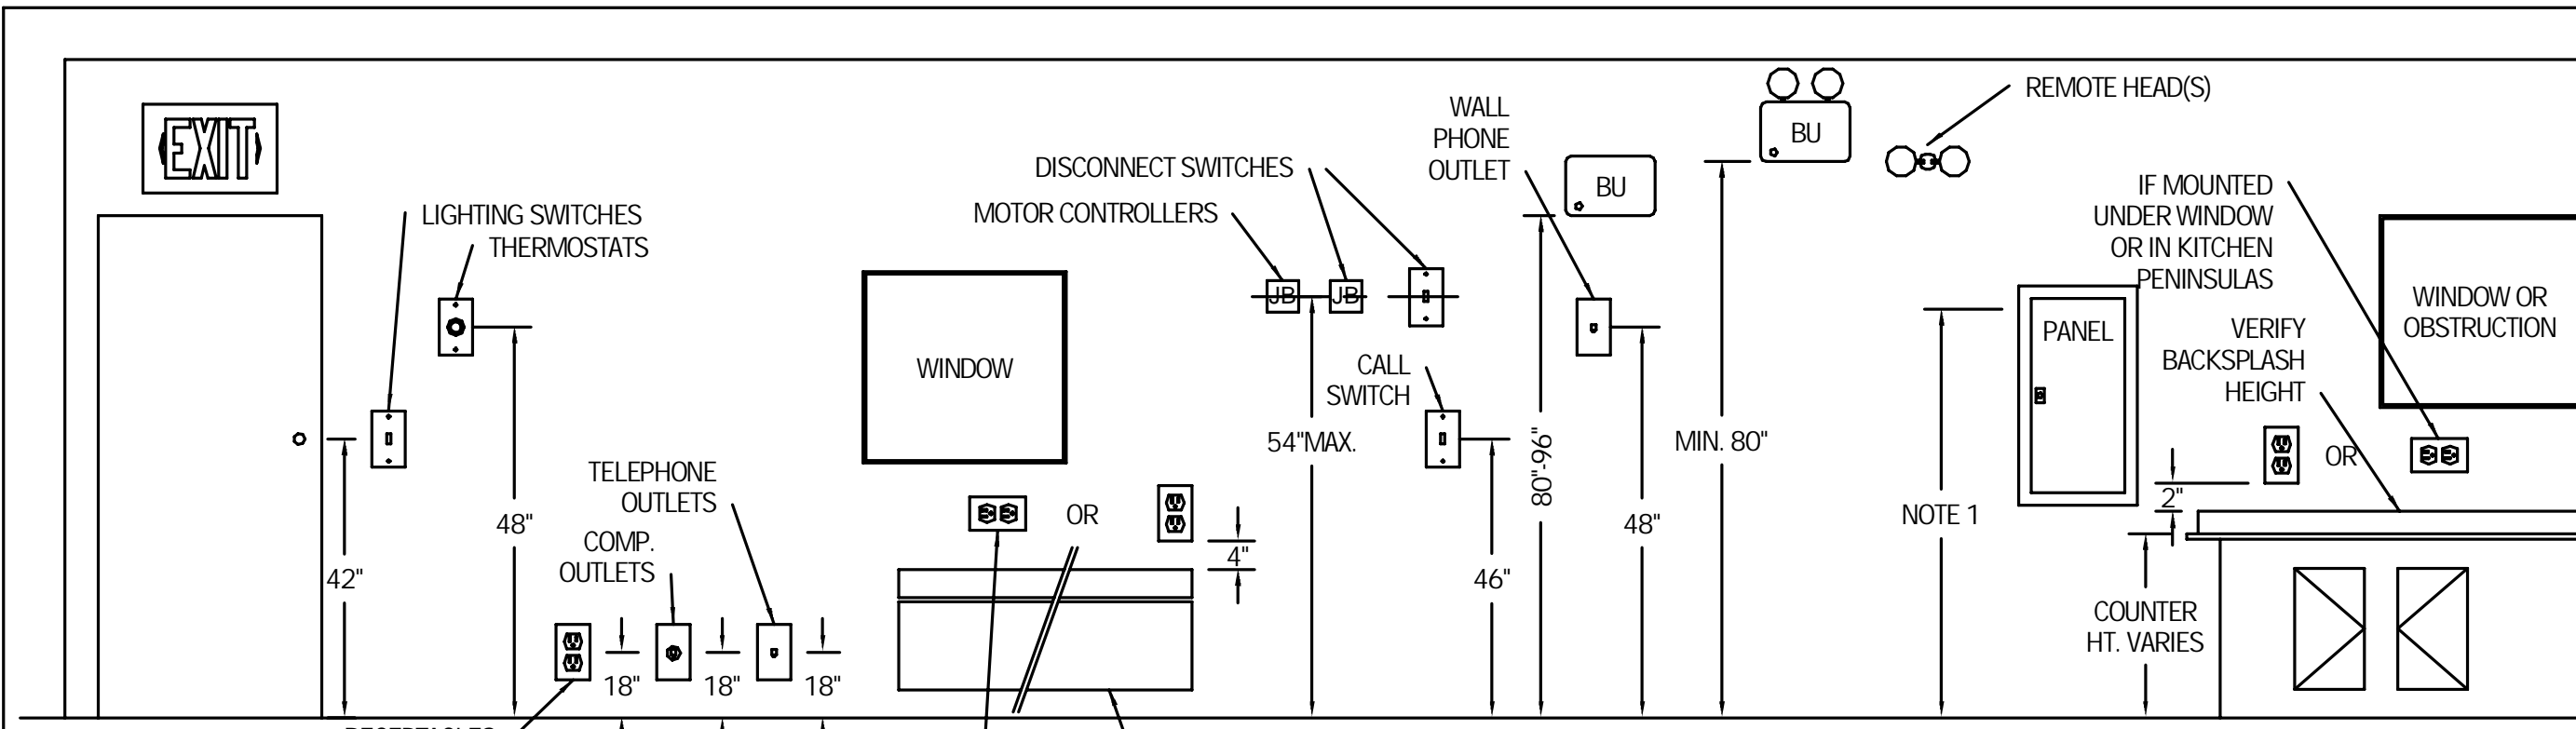 EXIT
LIGHTING SWITCHES
THERMOSTATS
42"
48"
TELEPHONE
OUTLETS
COMP.
OUTLETS
18"
18"
18"
WINDOW
OR
4"
DISCONNECT SWITCHES
MOTOR CONTROLLERS
JB
JB
54"MAX.
CALL
SWITCH
46"
WALL
PHONE
OUTLET
BU
80"-96"
48"
BU
MIN. 80"
REMOTE HEAD(S)
NOTE 1
PANEL
IF MOUNTED
UNDER WINDOW
OR IN KITCHEN
PENINSULAS
WINDOW OR
OBSTRUCTION
VERIFY
BACKSPLASH
HEIGHT
OR
2"
COUNTER
HT. VARIES
RECEPTACLES